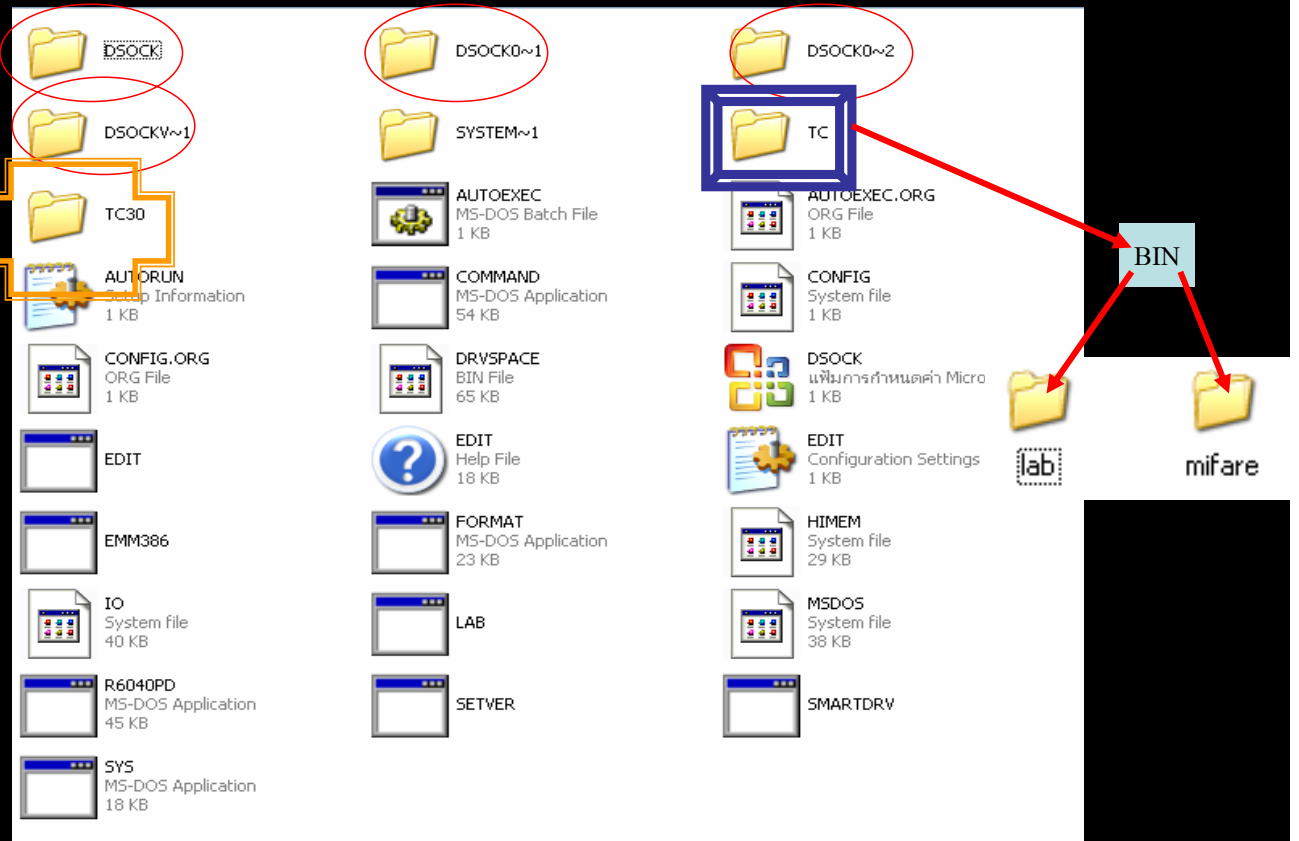 DSOCK
DSOCK0~1
DSOCK0~2
DSOCKV~1
SYSTEM~1
TC
TC30
AUTOEXEC
MS-DOS Batch File
1 KB
AUTOEXEC.ORG
ORG File
1 KB
BIN
AUTORUN
Setup Information
1 KB
COMMAND
MS-DOS Application
54 KB
CONFIG
System file
1 KB
CONFIG.ORG
ORG File
1 KB
DRVSPACE
BIN File
65 KB
DSOCK
แฟ้มการกำหนดค่า Micro
1 KB
EDIT
EDIT
Help File
18 KB
EDIT
Configuration Settings
1 KB
lab
mifare
EMM386
FORMAT
MS-DOS Application
23 KB
HIMEM
System file
29 KB
IO
System file
40 KB
LAB
MSDOS
System file
38 KB
R6040PD
MS-DOS Application
45 KB
SETVER
SMARTDRV
SYS
MS-DOS Application
18 KB